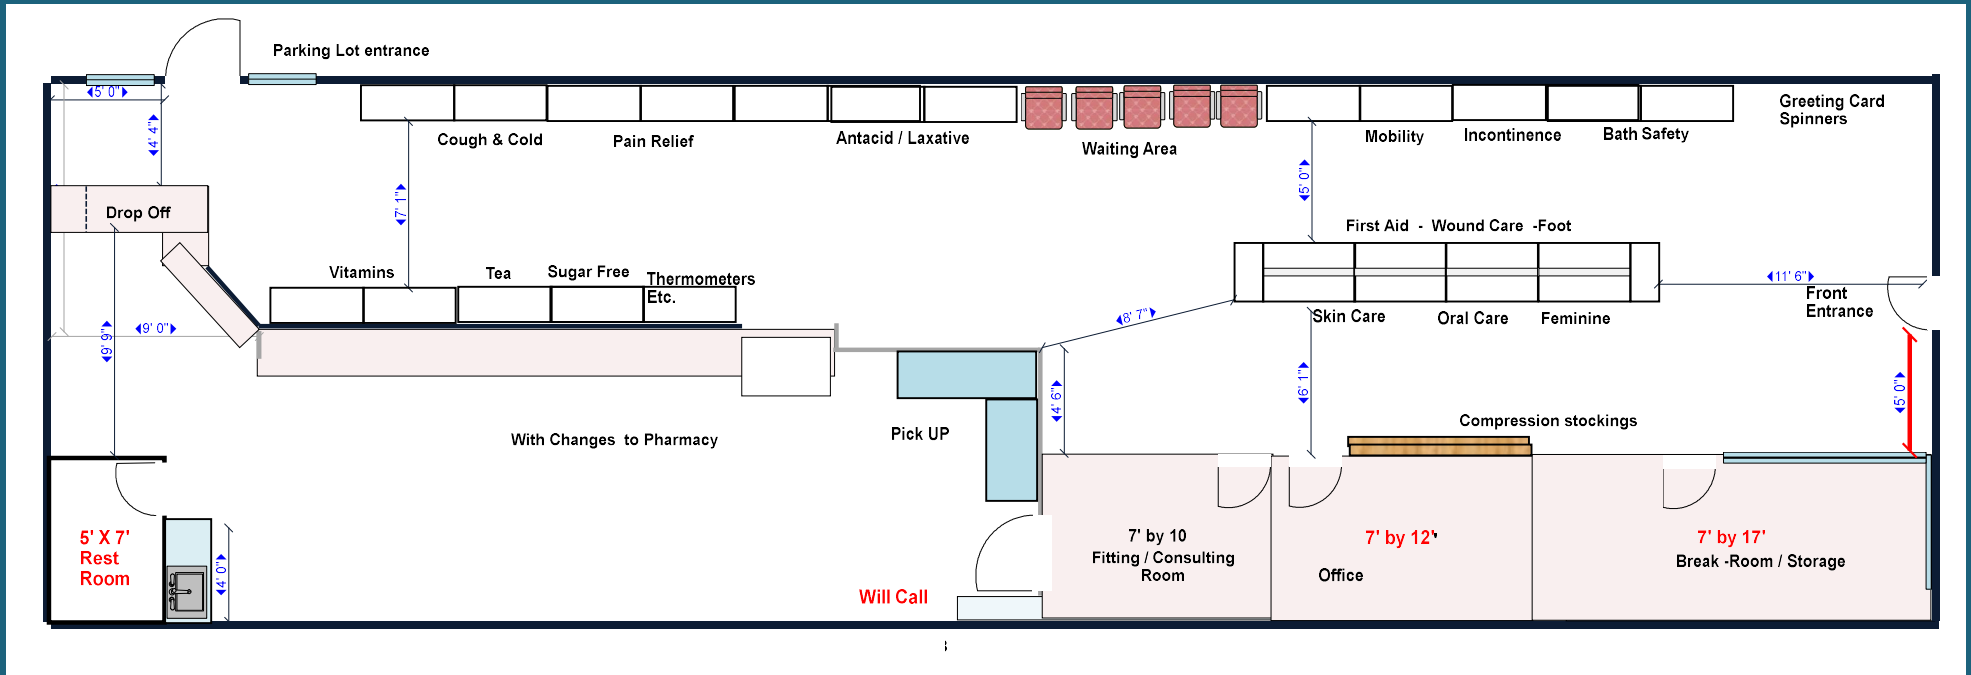 Parking Lot entrance
5' 0"
4' 4"
Cough & Cold
Pain Relief
Antacid / Laxative
Waiting Area
Mobility
Incontinence
Bath Safety
Greeting Card
Spinners
Drop Off
7' 1"
5' 0"
First Aid - Wound Care -Foot
Vitamins
Tea
Sugar Free
Thermometers
Etc.
11' 6"
Front
Entrance
9' 0"
9' 9"
8' 7"
Skin Care
Oral Care
Feminine
4' 6"
6' 1"
5' 0"
With Changes to Pharmacy
Pick UP
Compression stockings
5' X 7'
Rest
Room
4' 0"
Will Call
7' by 10
Fitting / Consulting
Room
7' by 12'
Office
7' by 17'
Break -Room / Storage